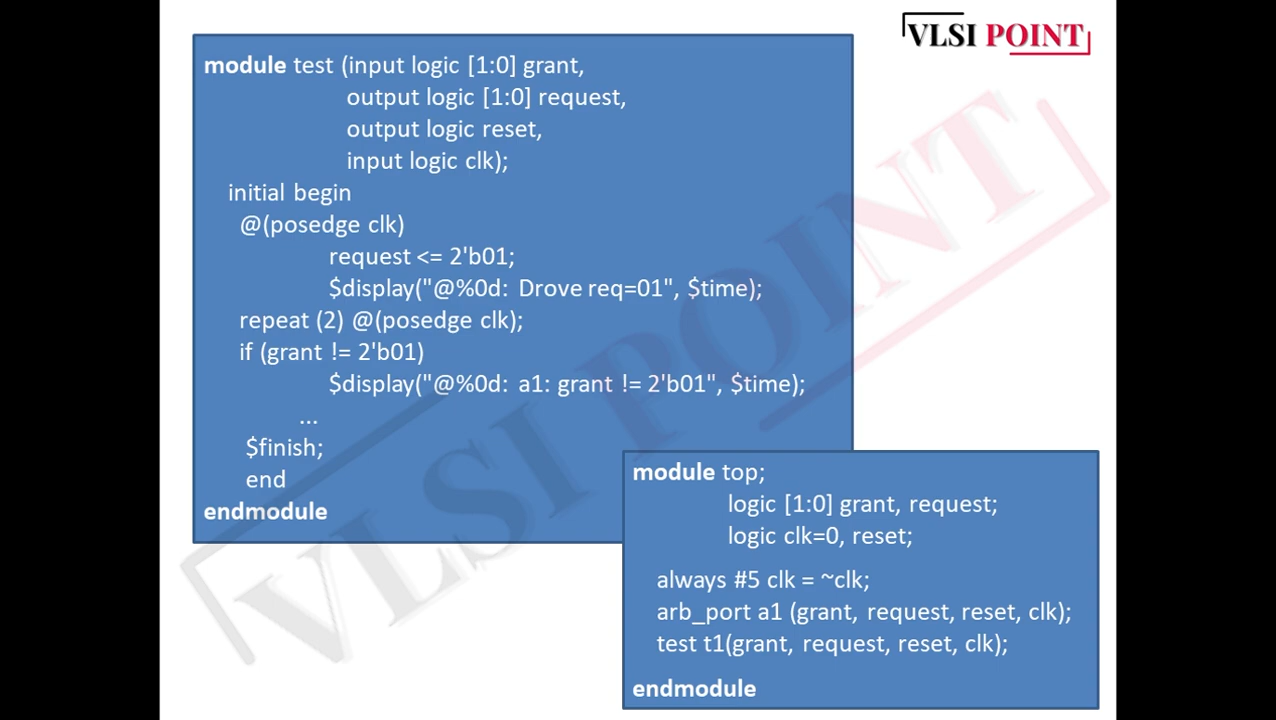 VLSI POINT
module test (input logic [1:0] grant,
output logic [1:0] request,
output logic reset,
input logic clk);
initial begin
@(posedge clk)
request <= 2'b01;
$display("@%0d: Drove req=01", $time);
repeat (2) @(posedge clk);
if (grant != 2'b01)
$display("@%0d: a1: grant != 2'b01", $time);
...
$finish;
end
endmodule
module top;
logic [1:0] grant, request;
logic clk=0, reset;
always #5 clk = ~clk;
arb_port a1 (grant, request, reset, clk);
test t1(grant, request, reset, clk);
endmodule
VLSI POINT